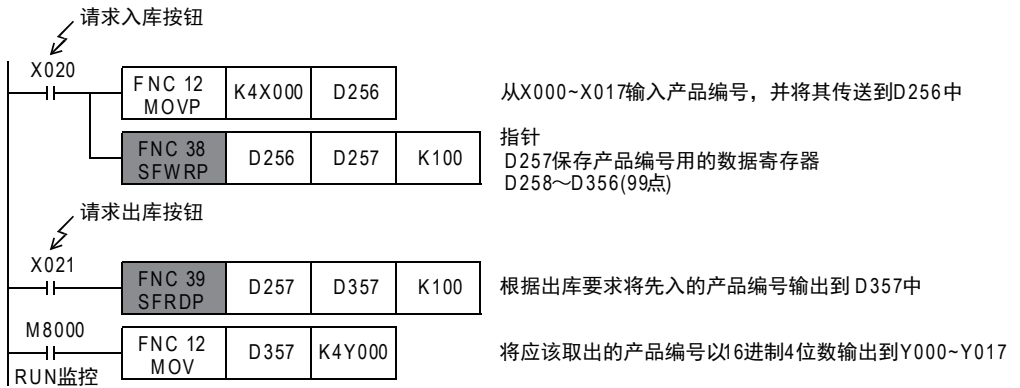 请求入库按钮
X020
FNC 12 MOVP K4X000 D256 从X000~X017输入产品编号，并将其传送到D256中
FNC 38 SFWRP D256 D257 K100 指针
D257保存产品编号用的数据寄存器
D258～D356(99点)
请求出库按钮
X021
FNC 39 SFRDP D257 D357 K100 根据出库要求将先入的产品编号输出到 D357中
M8000
FNC 12 MOV D357 K4Y000 将应该取出的产品编号以16进制4位数输出到Y000~Y017
RUN监控